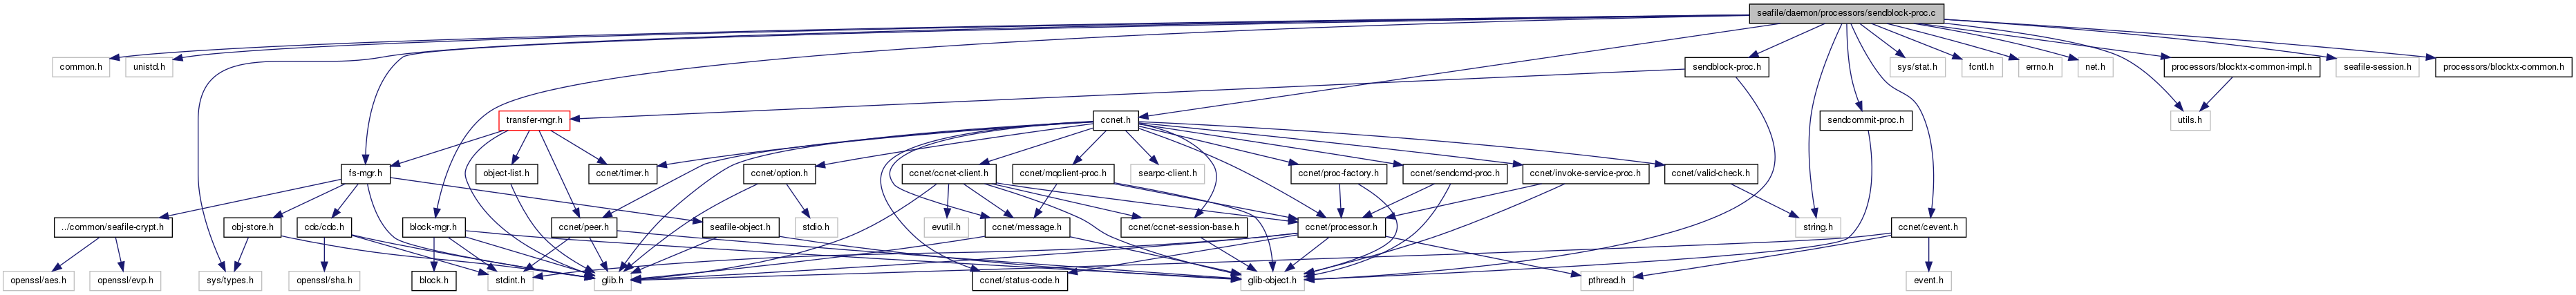 seafile/daemon/processors/sendblock-proc.c
common.h
unistd.h
sendblock-proc.h
sys/stat.h
fcntl.h
errno.h
net.h
processors/blocktx-common-impl.h
seafile-session.h
processors/blocktx-common.h
transfer-mgr.h
ccnet.h
sendcommit-proc.h
utils.h
fs-mgr.h
object-list.h
ccnet/timer.h
ccnet/option.h
ccnet/ccnet-client.h
ccnet/mqclient-proc.h
searpc-client.h
ccnet/proc-factory.h
ccnet/sendcmd-proc.h
ccnet/invoke-service-proc.h
ccnet/valid-check.h
../common/seafile-crypt.h
obj-store.h
cdc/cdc.h
block-mgr.h
ccnet/peer.h
seafile-object.h
stdio.h
evutil.h
ccnet/message.h
ccnet/ccnet-session-base.h
ccnet/processor.h
string.h
ccnet/cevent.h
openssl/aes.h
openssl/evp.h
sys/types.h
openssl/sha.h
block.h
stdint.h
glib.h
ccnet/status-code.h
glib-object.h
pthread.h
event.h